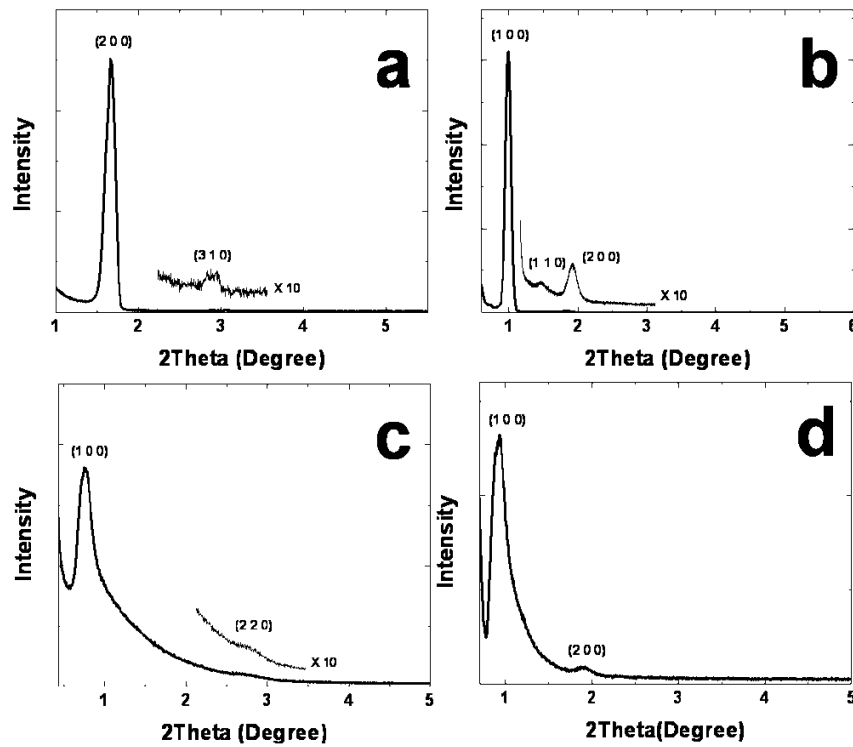 (2 0 0)
a
(3 1 0)
X 10
Intensity
1 2 3 4 5
2Theta (Degree)
(1 0 0)
b
(1 1 0)
(2 0 0)
X 10
Intensity
1 2 3 4 5 6
2Theta (Degree)
(1 0 0)
c
(2 2 0)
X 10
Intensity
1 2 3 4 5
2Theta (Degree)
(1 0 0)
d
(2 0 0)
Intensity
1 2 3 4 5
2Theta(Degree)